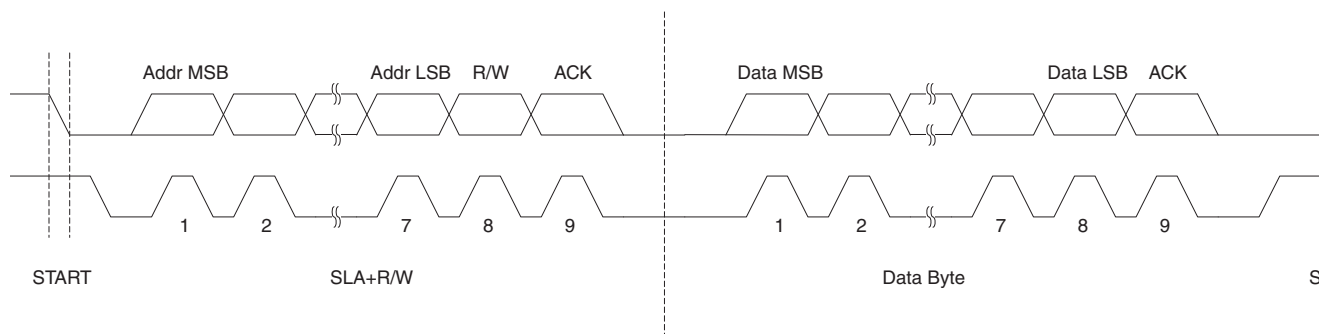 Addr MSB Addr LSB R/W ACK Data MSB Data LSB ACK
1 2 7 8 9 1 2 7 8 9
START SLA+R/W Data Byte S